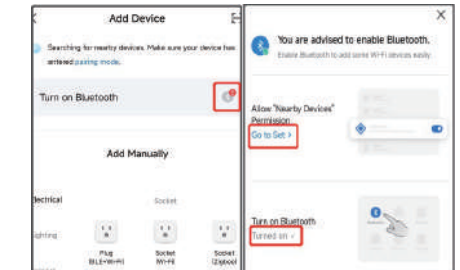 Add Device
Searching for nearby devices. Make sure your device has
entered pairing mode.
Turn on Bluetooth
Add Manually
lectrical
Socket
ighting
Plug
(BLE+Wi-Fi)
Socket
(Wi-Fi)
Socket
(Zigbee)
You are advised to enable Bluetooth.
Enable Bluetooth to add some Wi-Fi devices easily.
Allow "Nearby Devices"
Permission
Go to Set >
Turn on Bluetooth
Turned on